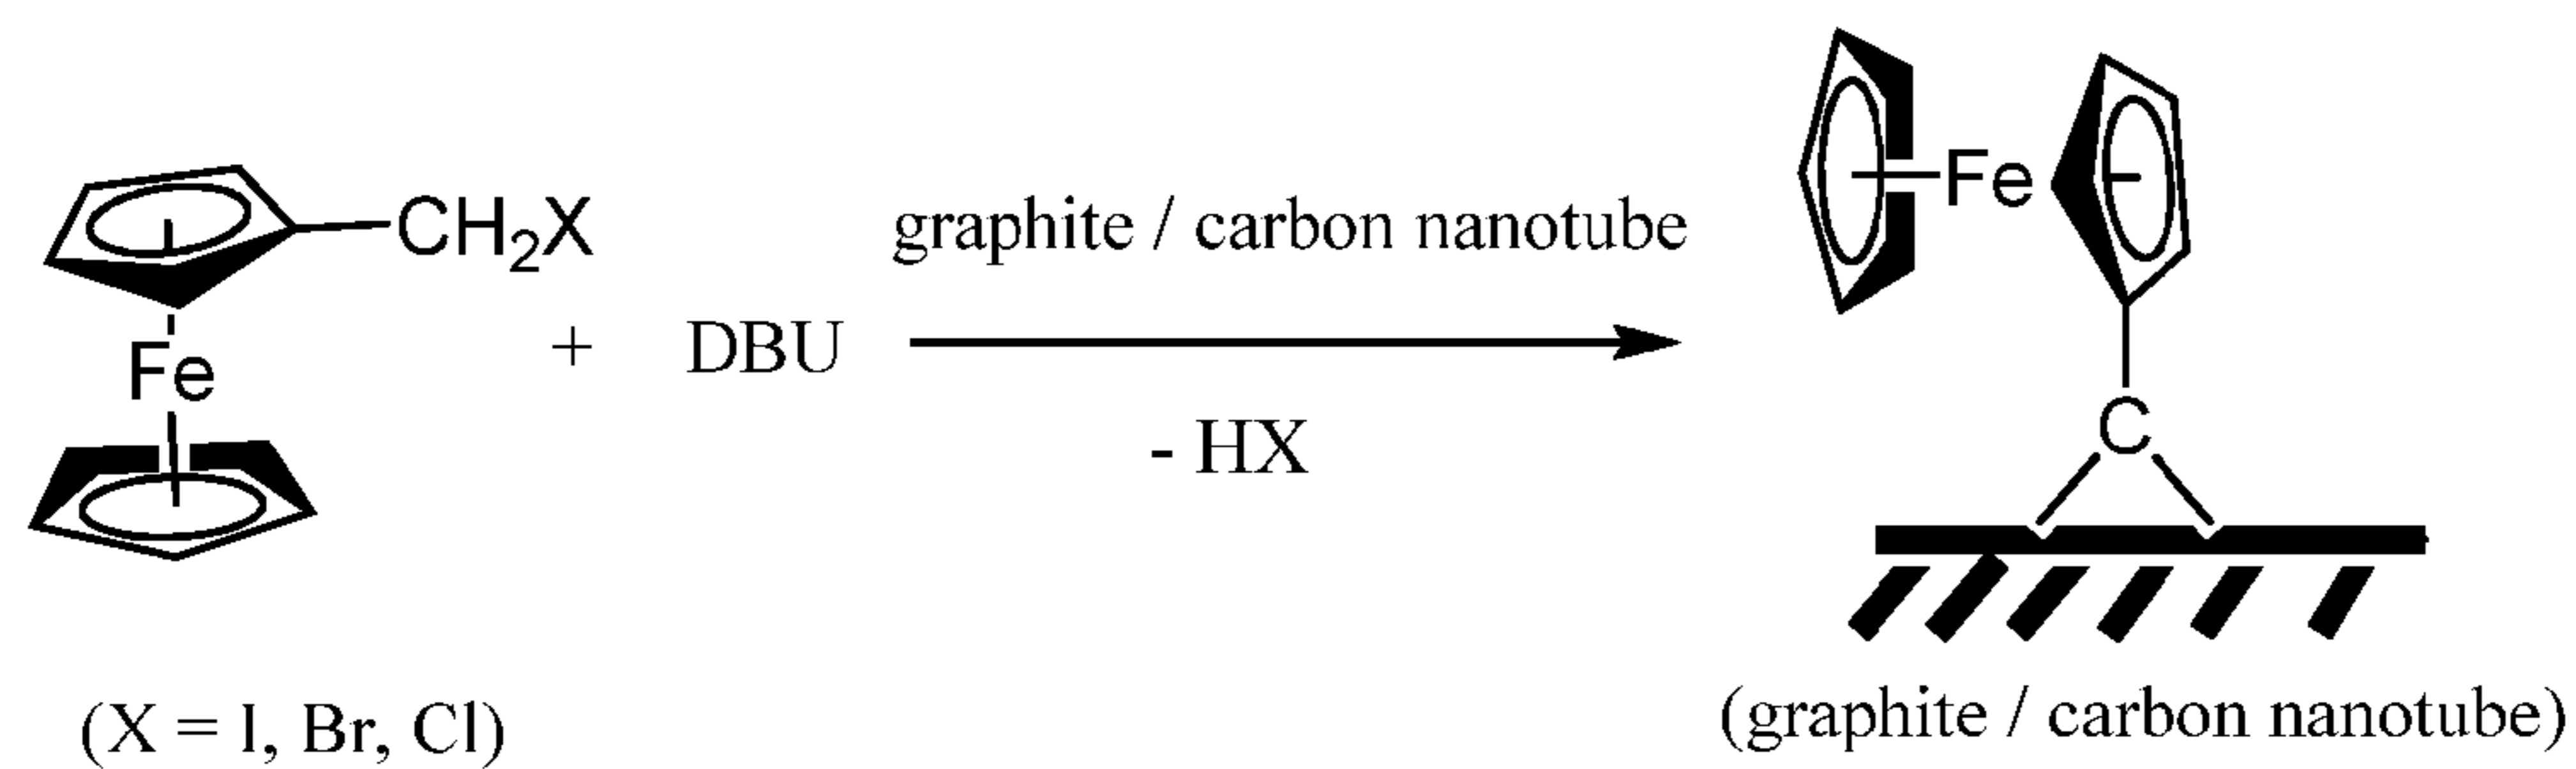 CH₂X
Fe
+ DBU
(X = I, Br, Cl)
graphite / carbon nanotube
- HX
Fe
C
(graphite / carbon nanotube)